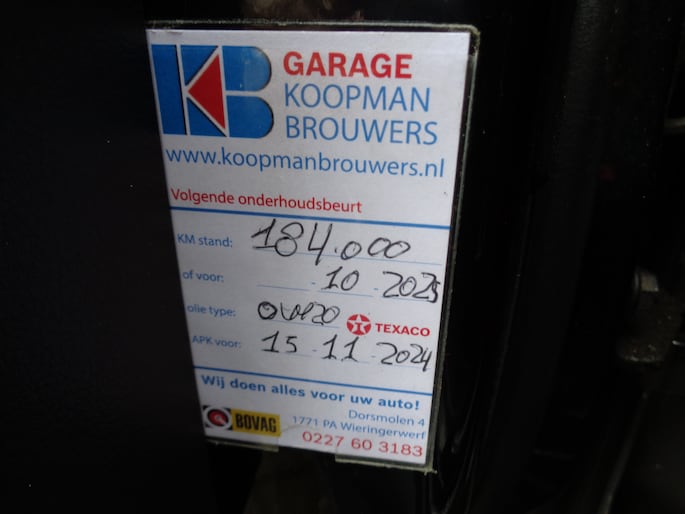 KB GARAGE
KOOPMAN
BROUWERS
www.koopmanbrouwers.nl
Volgende onderhoudsbeurt
KM stand: 184.000
of voor: 10 . 2025
olie type: 0W20 TEXACO
APK voor: 15 . 11 . 2024
Wij doen alles voor uw auto!
BOVAG
Dorsmolen 4
1771 PA Wieringerwerf
0227 60 3183